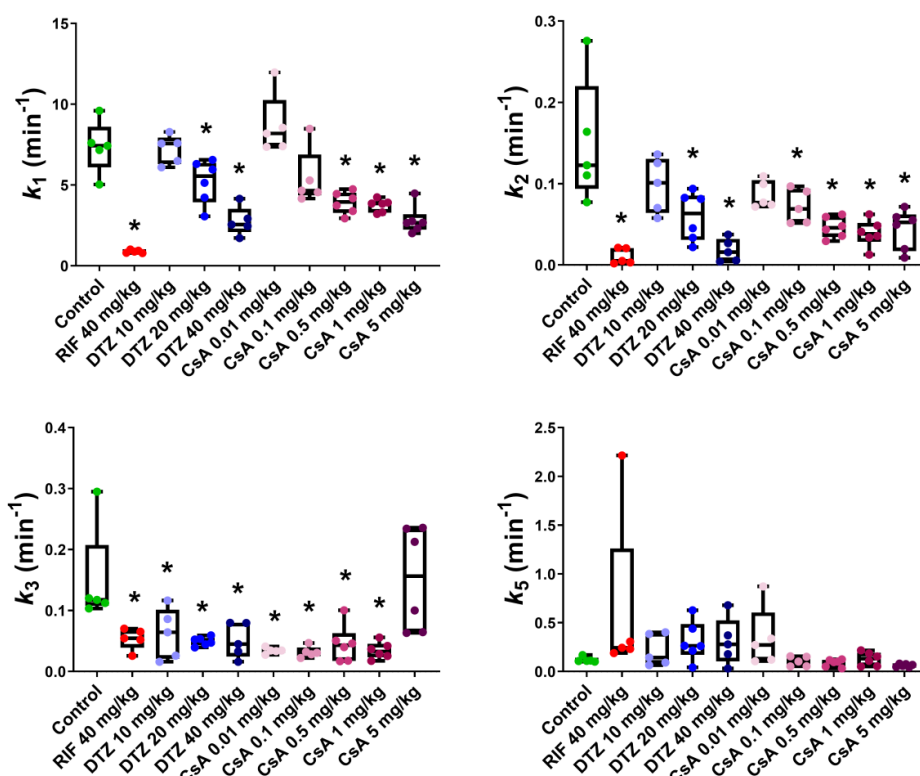 15
10
5
0
k1 (min-1)
*
*
*
*
*
*
Control
RIF 40 mg/kg
DTZ 10 mg/kg
DTZ 20 mg/kg
DTZ 40 mg/kg
CsA 0.01 mg/kg
CsA 0.1 mg/kg
CsA 0.5 mg/kg
CsA 1 mg/kg
CsA 5 mg/kg
0.3
0.2
0.1
0.0
k2 (min-1)
*
*
*
*
*
*
*
Control
RIF 40 mg/kg
DTZ 10 mg/kg
DTZ 20 mg/kg
DTZ 40 mg/kg
CsA 0.01 mg/kg
CsA 0.1 mg/kg
CsA 0.5 mg/kg
CsA 1 mg/kg
CsA 5 mg/kg
0.4
0.3
0.2
0.1
0.0
k3 (min-1)
*
*
*
*
*
*
*
*
Control
RIF 40 mg/kg
DTZ 10 mg/kg
DTZ 20 mg/kg
DTZ 40 mg/kg
CsA 0.01 mg/kg
CsA 0.1 mg/kg
CsA 0.5 mg/kg
CsA 1 mg/kg
CsA 5 mg/kg
2.5
2.0
1.5
1.0
0.5
0.0
k5 (min-1)
Control
RIF 40 mg/kg
DTZ 10 mg/kg
DTZ 20 mg/kg
DTZ 40 mg/kg
CsA 0.01 mg/kg
CsA 0.1 mg/kg
CsA 0.5 mg/kg
CsA 1 mg/kg
CsA 5 mg/kg